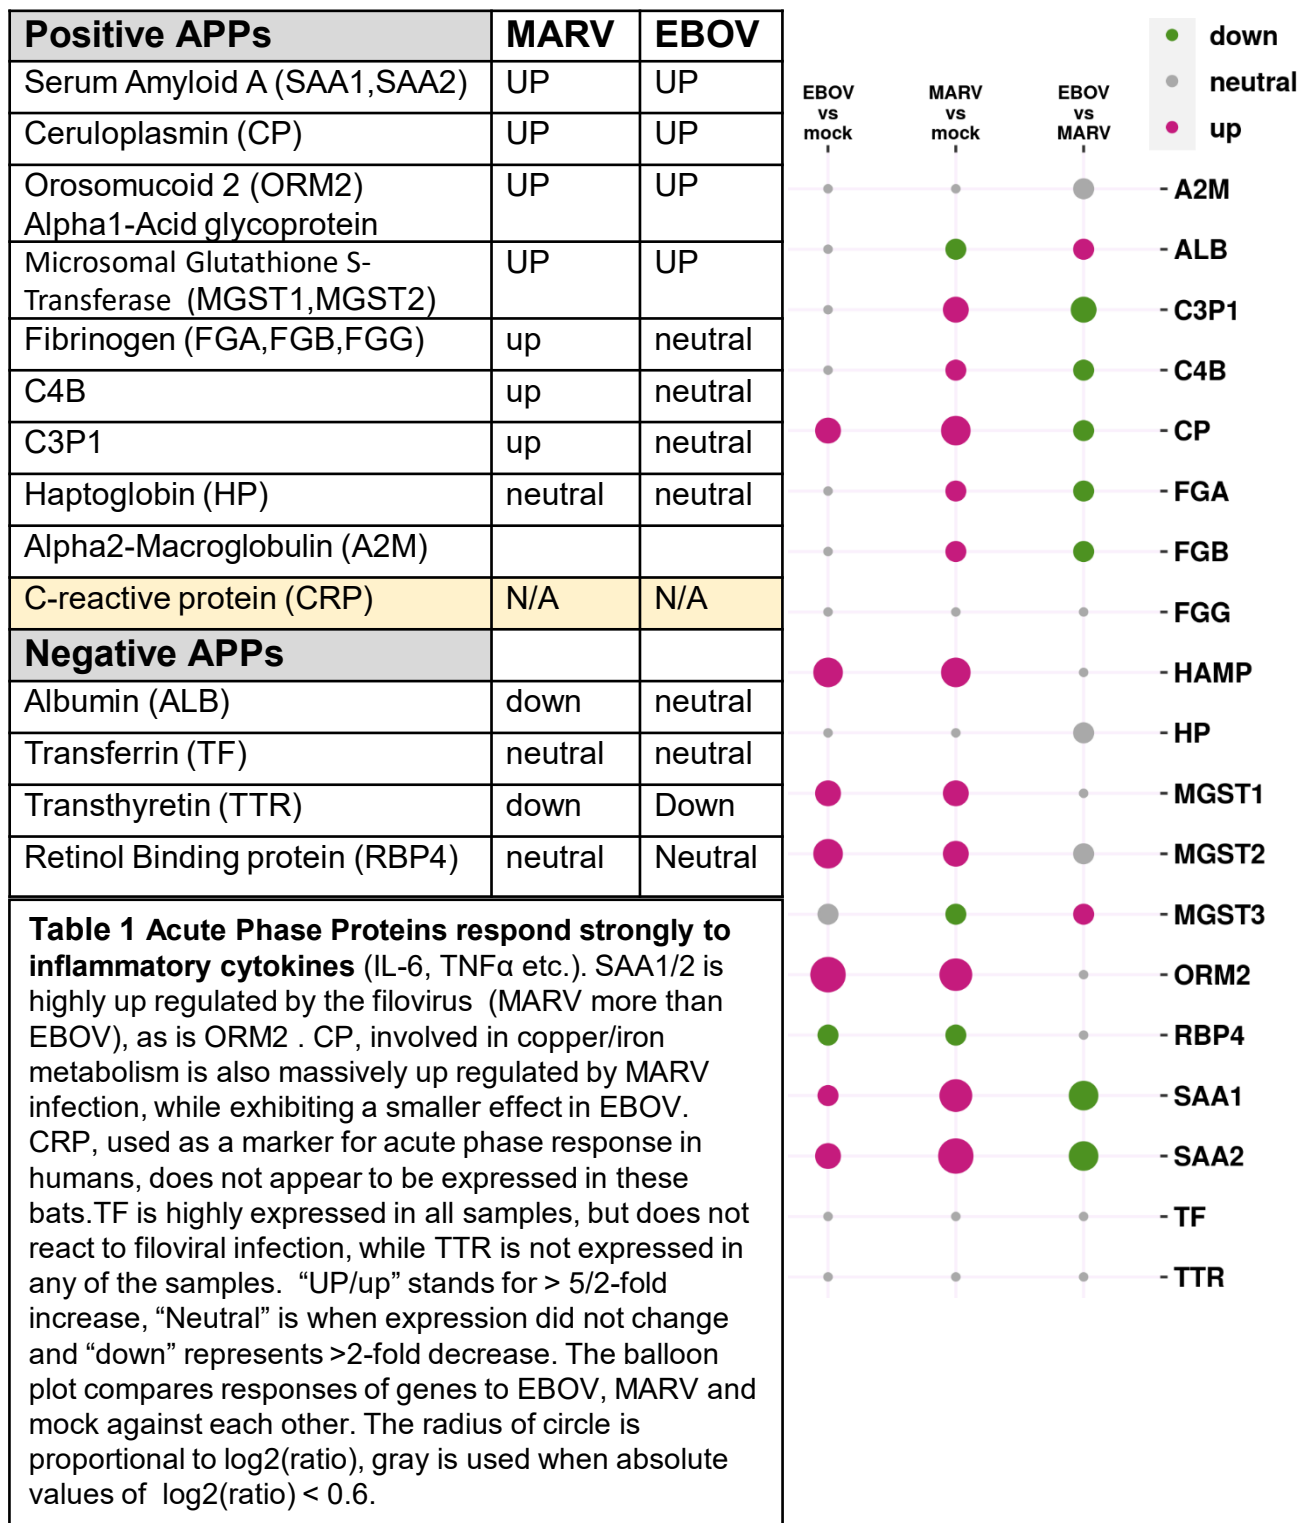 Positive APPs MARV EBOV
Serum Amyloid A (SAA1,SAA2) UP UP
Ceruloplasmin (CP) UP UP
Orosomucoid 2 (ORM2) UP UP
Alpha1-Acid glycoprotein
Microsomal Glutathione S- UP UP
Transferase (MGST1,MGST2)
Fibrinogen (FGA,FGB,FGG) up neutral
C4B up neutral
C3P1 up neutral
Haptoglobin (HP) neutral neutral
Alpha2-Macroglobulin (A2M)
C-reactive protein (CRP) N/A N/A
Negative APPs
Albumin (ALB) down neutral
Transferrin (TF) neutral neutral
Transthyretin (TTR) down Down
Retinol Binding protein (RBP4) neutral Neutral
Table 1 Acute Phase Proteins respond strongly to
inflammatory cytokines (IL-6, TNFα etc.). SAA1/2 is
highly up regulated by the filovirus (MARV more than
EBOV), as is ORM2 . CP, involved in copper/iron
metabolism is also massively up regulated by MARV
infection, while exhibiting a smaller effect in EBOV.
CRP, used as a marker for acute phase response in
humans, does not appear to be expressed in these
bats.TF is highly expressed in all samples, but does not
react to filoviral infection, while TTR is not expressed in
any of the samples. “UP/up” stands for > 5/2-fold
increase, “Neutral” is when expression did not change
and “down” represents >2-fold decrease. The balloon
plot compares responses of genes to EBOV, MARV and
mock against each other. The radius of circle is
proportional to log2(ratio), gray is used when absolute
values of log2(ratio) < 0.6.
down
neutral
up
EBOV MARV EBOV
vs vs vs
mock mock MARV
A2M
ALB
C3P1
C4B
CP
FGA
FGB
FGG
HAMP
HP
MGST1
MGST2
MGST3
ORM2
RBP4
SAA1
SAA2
TF
TTR